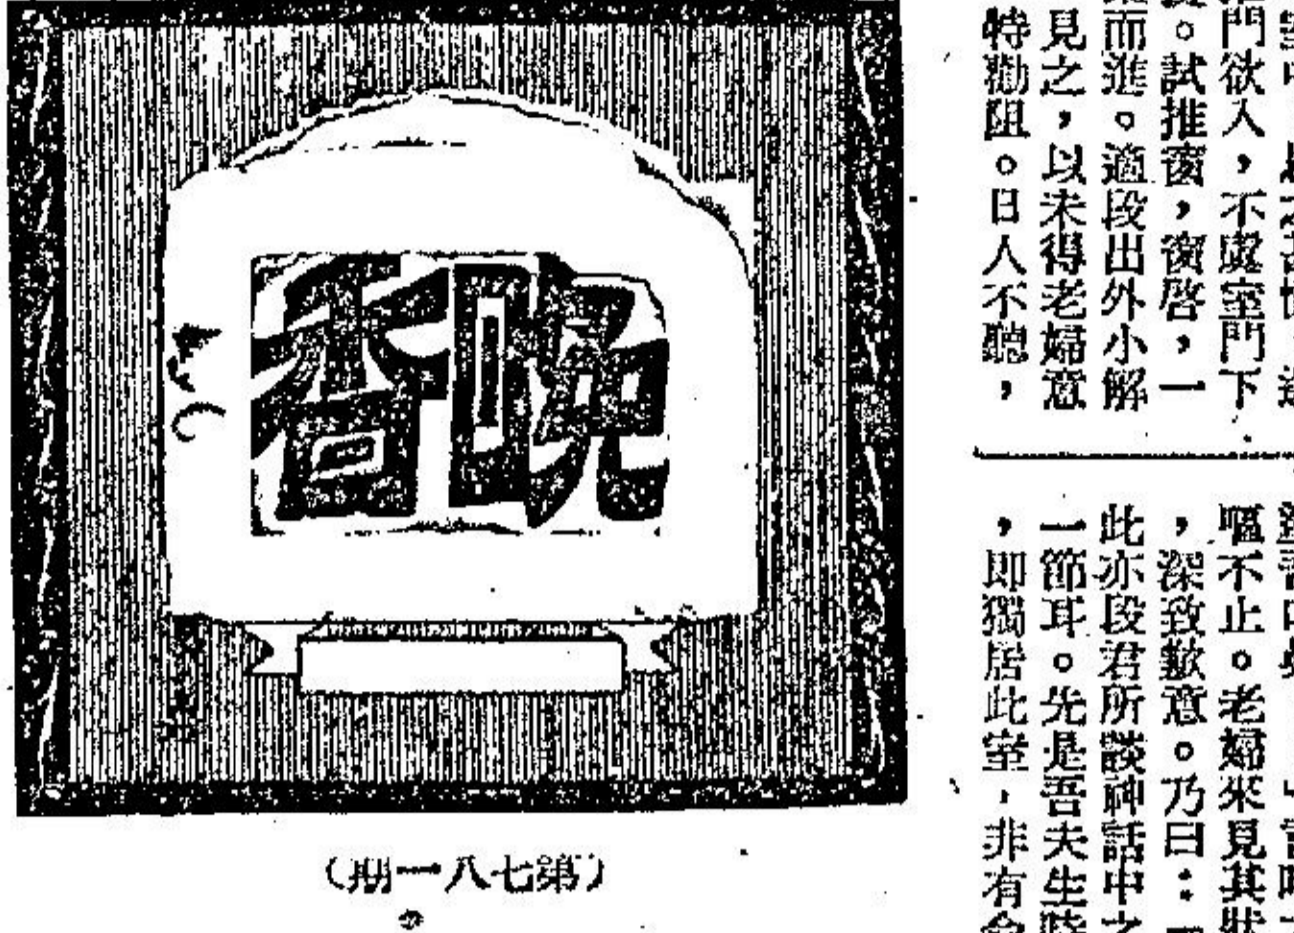 門欲入，不虞室門下
。試推窗，窗啓，一
而進。適段出外小解
見之，以未得老婦意
特勸阻。日人不聽，
嘔不止。老婦來見其狀
，深致歉意。乃曰：「
此亦段君所談神話中之
一節耳。先是吾夫生時
，即獨居此室，非有
晚香
（第七八一期）